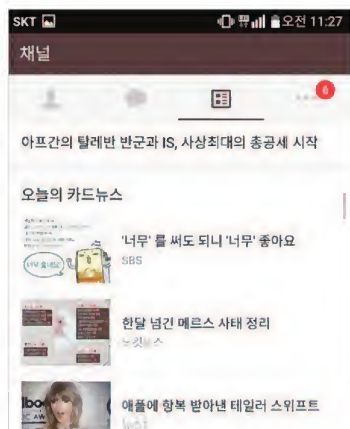 SKT 오전 11:27
채널
6
아프간의 탈레반 반군과 IS, 사상최대의 총공세 시작
오늘의 카드뉴스
'너무' 를 써도 되니 '너무' 좋아요
SBS
한달 넘긴 메르스 사태 정리
애플에 항복 받아낸 테일러 스위프트